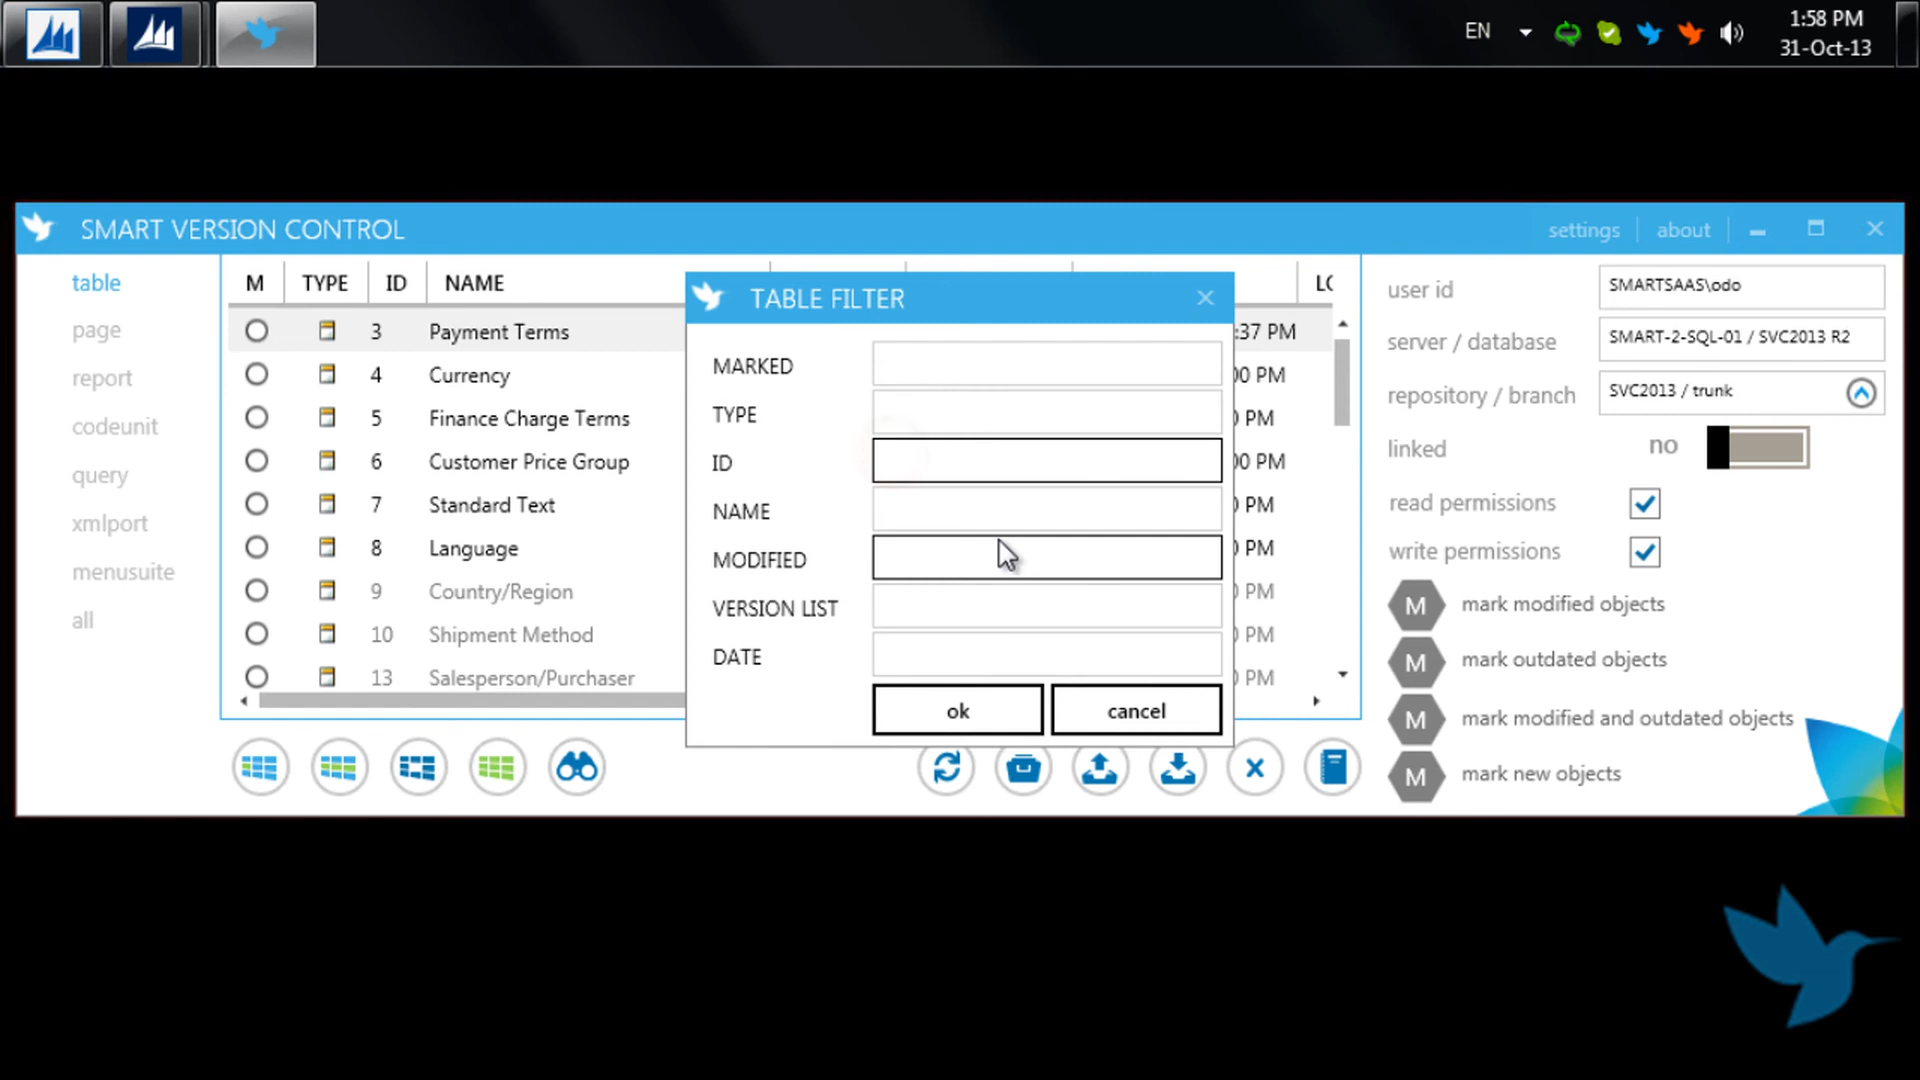 EN
1:58 PM
31-Oct-13
SMART VERSION CONTROL
settings
about
table
page
report
codeunit
query
xmlport
menusuite
all
M TYPE ID NAME
3 Payment Terms :37 PM
4 Currency 00 PM
5 Finance Charge Terms PM
6 Customer Price Group 00 PM
7 Standard Text PM
8 Language PM
9 Country/Region PM
10 Shipment Method PM
13 Salesperson/Purchaser PM
TABLE FILTER
MARKED
TYPE
ID
NAME
MODIFIED
VERSION LIST
DATE
ok
cancel
user id SMARTSAAS\odo
server / database SMART-2-SQL-01 / SVC2013 R2
repository / branch SVC2013 / trunk
linked no
read permissions
write permissions
M mark modified objects
M mark outdated objects
M mark modified and outdated objects
M mark new objects